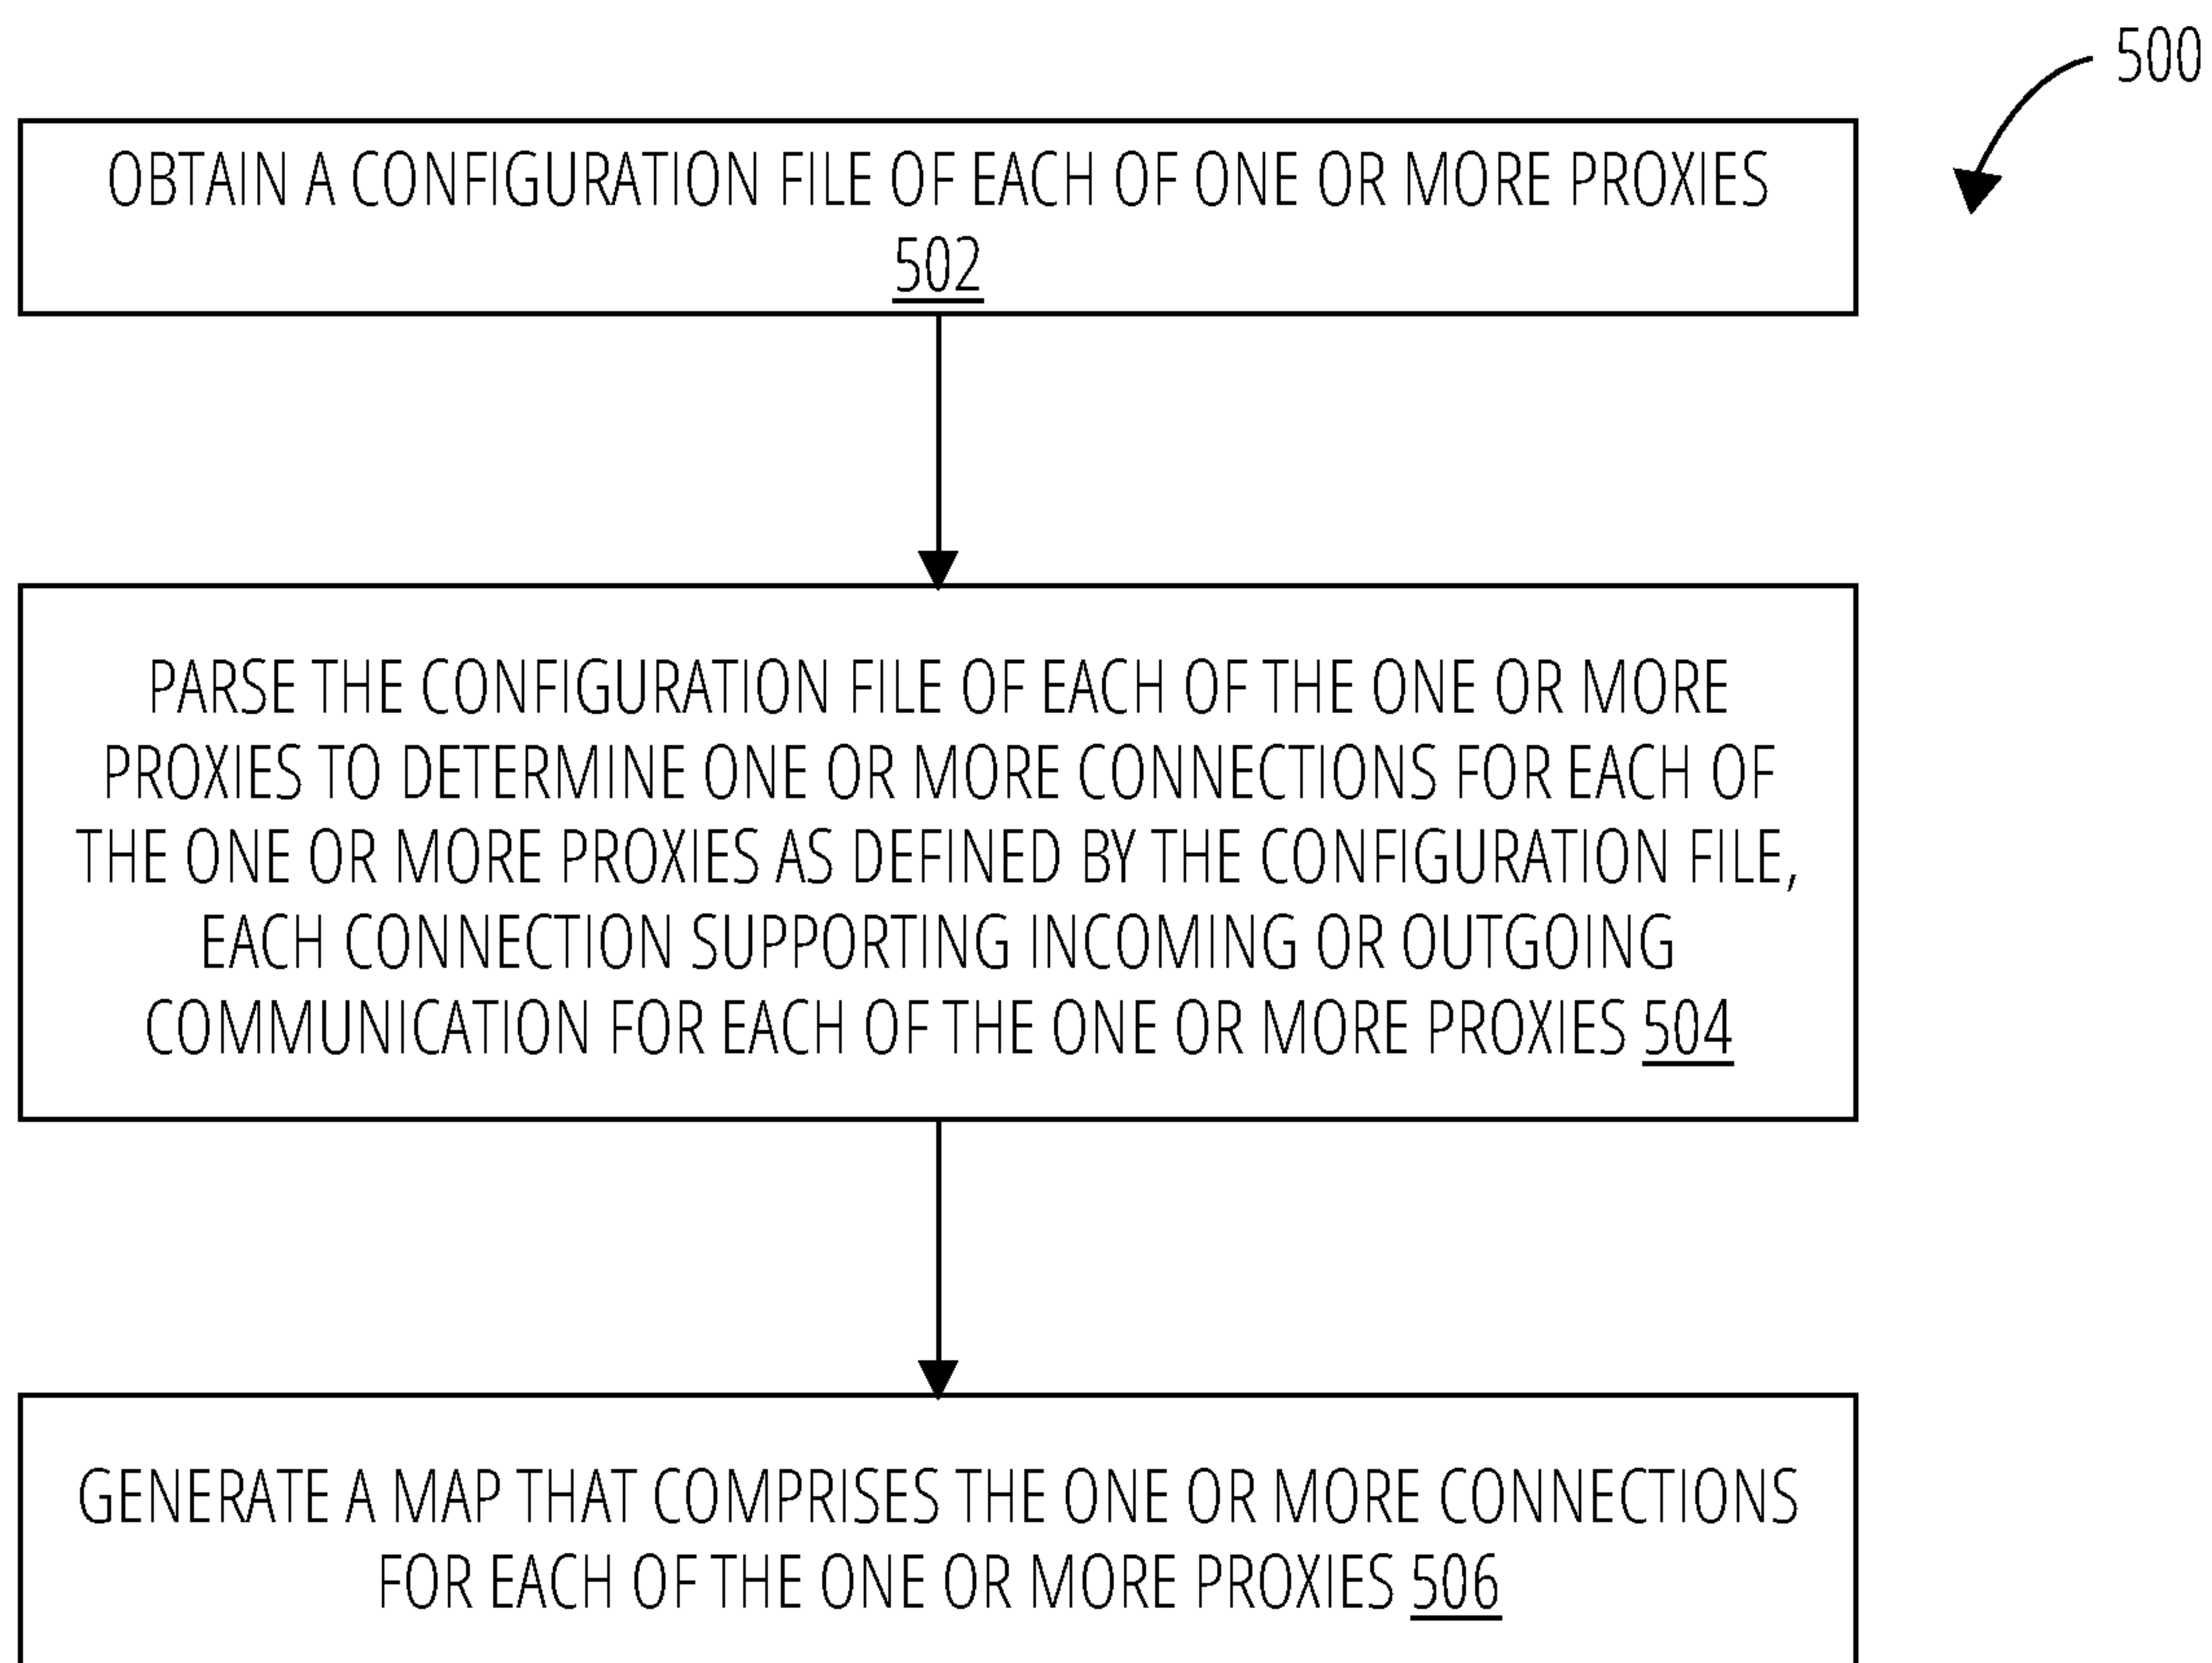 500
OBTAIN A CONFIGURATION FILE OF EACH OF ONE OR MORE PROXIES
502
PARSE THE CONFIGURATION FILE OF EACH OF THE ONE OR MORE
PROXIES TO DETERMINE ONE OR MORE CONNECTIONS FOR EACH OF
THE ONE OR MORE PROXIES AS DEFINED BY THE CONFIGURATION FILE,
EACH CONNECTION SUPPORTING INCOMING OR OUTGOING
COMMUNICATION FOR EACH OF THE ONE OR MORE PROXIES 504
GENERATE A MAP THAT COMPRISES THE ONE OR MORE CONNECTIONS
FOR EACH OF THE ONE OR MORE PROXIES 506